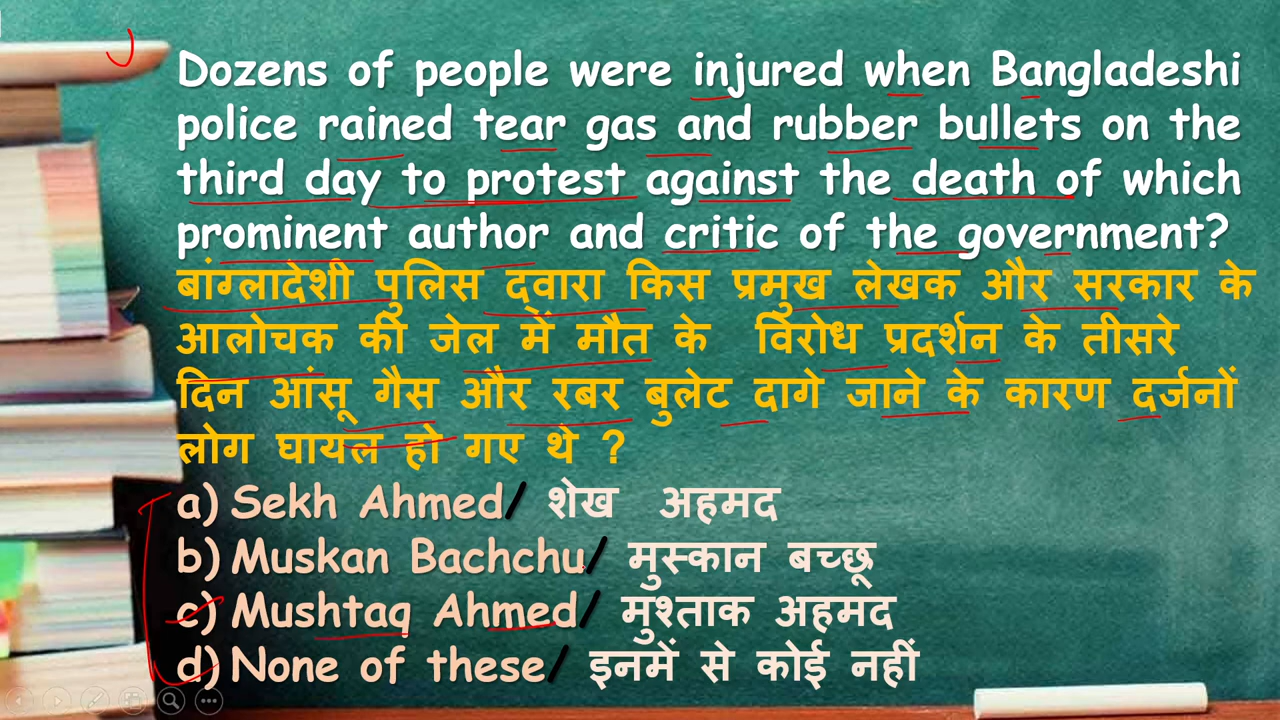 Dozens of people were injured when Bangladeshi
police rained tear gas and rubber bullets on the
third day to protest against the death of which
prominent author and critic of the government?
बांग्लादेशी पुलिस द्वारा किस प्रमुख लेखक और सरकार के
आलोचक की जेल में मौत के विरोध प्रदर्शन के तीसरे
दिन आंसू गैस और रबर बुलेट दागे जाने के कारण दर्जनों
लोग घायल हो गए थे ?
a) Sekh Ahmed/ शेख अहमद
b) Muskan Bachchu/ मुस्कान बच्छू
c) Mushtaq Ahmed/ मुश्ताक अहमद
d) None of these/ इनमें से कोई नहीं